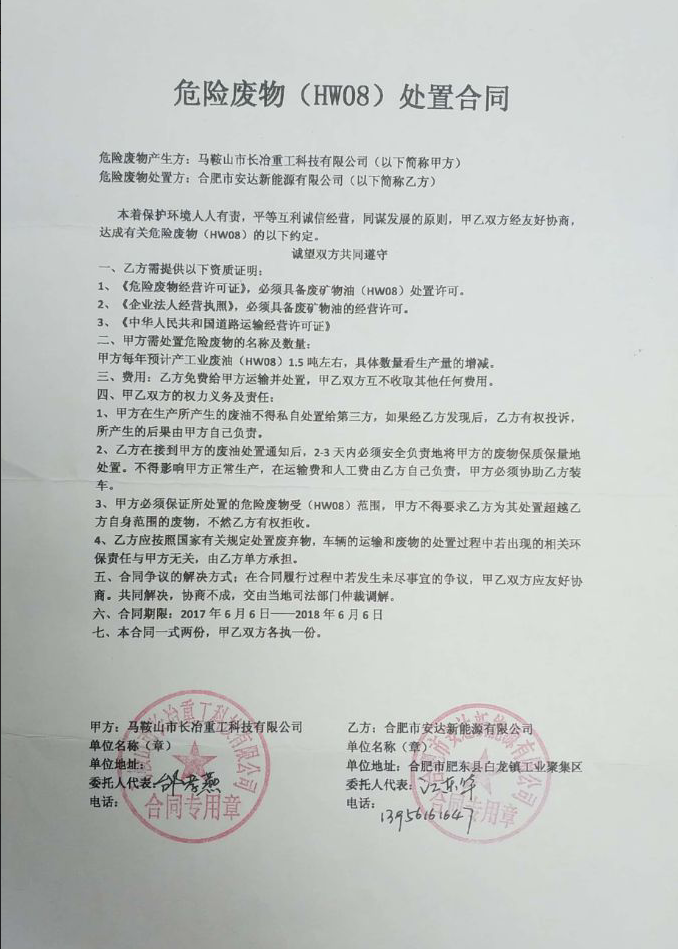 危险废物（HW08）处置合同
危险废物产生方：马鞍山市长冶重工科技有限公司（以下简称甲方）
危险废物处置方：合肥市安达新能源有限公司（以下简称乙方）
本着保护环境人人有责，平等互利诚信经营，同谋发展的原则，甲乙双方经友好协商，
达成有关危险废物（HW08）的以下约定。
诚望双方共同遵守
一、乙方需提供以下资质证明：
1、《危险废物经营许可证》，必须具备废矿物油（HW08）处置许可。
2、《企业法人经营执照》，必须具备废矿物油的经营许可。
3、《中华人民共和国道路运输经营许可证》
二、甲方需处置危险废物的名称及数量：
甲方每年预计产工业废油（HW08）1.5 吨左右，具体数量看生产量的增减。
三、费用：乙方免费给甲方运输并处置，甲乙双方互不收取其他任何费用。
四、甲乙双方的权力义务及责任：
1、甲方在生产所产生的废油不得私自处置给第三方，如果经乙方发现后，乙方有权投诉，
所产生的后果由甲方自己负责。
2、乙方在接到甲方的废油处置通知后，2-3 天内必须安全负责地将甲方的废物保质保量地
处置。不得影响甲方正常生产，在运输费和人工费由乙方自己负责，甲方必须协助乙方装
车。
3、甲方必须保证所处置的危险废物受（HW08）范围，甲方不得要求乙方为其处置超越乙
方自身范围的废物，不然乙方有权拒收。
4、乙方应按照国家有关规定处置废弃物，车辆的运输和废物的处置过程中若出现的相关环
保责任与甲方无关，由乙方单方承担。
五、合同争议的解决方式；在合同履行过程中若发生未尽事宜的争议，甲乙双方应友好协
商。共同解决，协商不成，交由当地司法部门仲裁调解。
六、合同期限：2017 年 6 月 6 日——2018 年 6 月 6 日
七、本合同一式两份，甲乙双方各执一份。
甲方：马鞍山市长冶重工科技有限公司
单位名称（章）
单位地址：
委托人代表：
电话：
马鞍山市长冶重工科技有限公司
合同专用章
乙方：合肥市安达新能源有限公司
单位名称（章）
单位地址：合肥市肥东县白龙镇工业聚集区
委托人代表：
电话：
13956161647
合肥市安达新能源有限公司
合同专用章